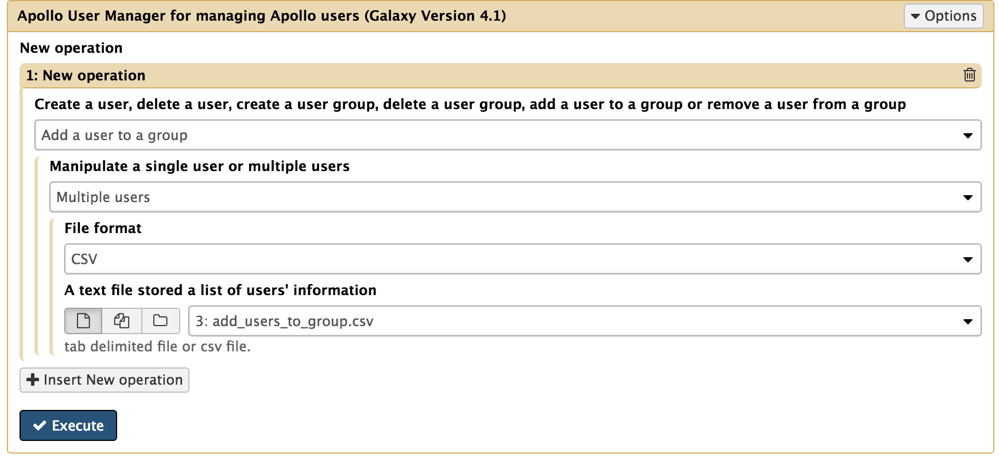 Apollo User Manager for managing Apollo users (Galaxy Version 4.1)
Options
New operation
1: New operation
Create a user, delete a user, create a user group, delete a user group, add a user to a group or remove a user from a group
Add a user to a group
Manipulate a single user or multiple users
Multiple users
File format
CSV
A text file stored a list of users' information
3: add_users_to_group.csv
tab delimited file or csv file.
Insert New operation
Execute